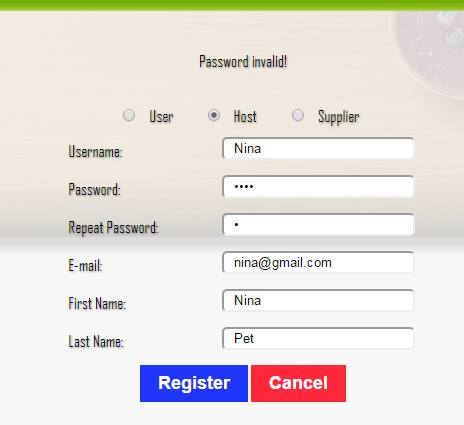 Password invalid!
User Host Supplier
Username: Nina
Password: ••••
Repeat Password: •
E-mail: nina@gmail.com
First Name: Nina
Last Name: Pet
Register Cancel